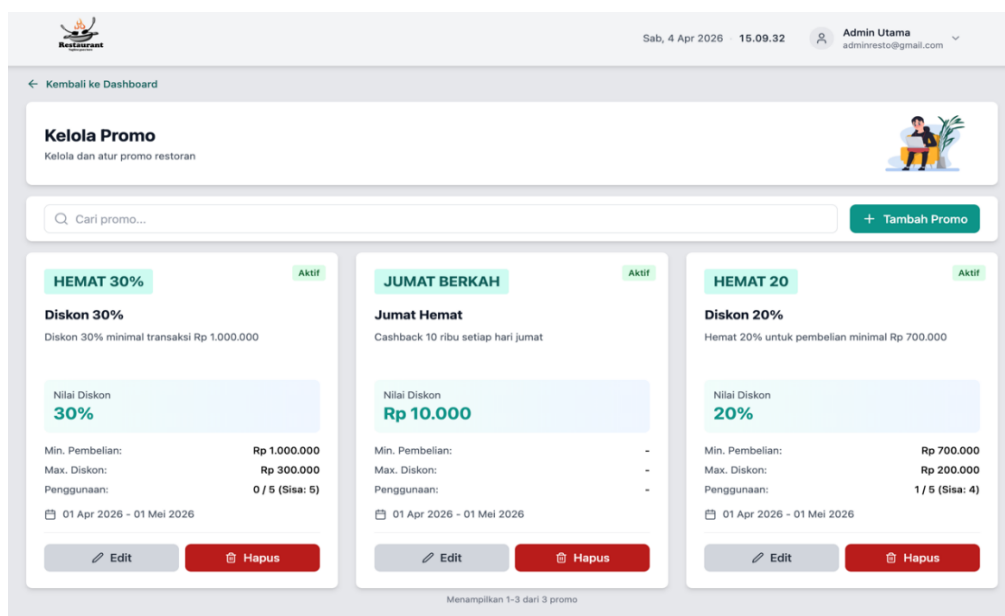 Restaurant
Sab, 4 Apr 2026 · 15.09.32
Admin Utama
adminresto@gmail.com
← Kembali ke Dashboard
Kelola Promo
Kelola dan atur promo restoran
Cari promo...
+ Tambah Promo
HEMAT 30%
Aktif
Diskon 30%
Diskon 30% minimal transaksi Rp 1.000.000
Nilai Diskon
30%
Min. Pembelian: Rp 1.000.000
Max. Diskon: Rp 300.000
Penggunaan: 0 / 5 (Sisa: 5)
01 Apr 2026 - 01 Mei 2026
Edit
Hapus
JUMAT BERKAH
Aktif
Jumat Hemat
Cashback 10 ribu setiap hari jumat
Nilai Diskon
Rp 10.000
Min. Pembelian: -
Max. Diskon: -
Penggunaan: -
01 Apr 2026 - 01 Mei 2026
Edit
Hapus
HEMAT 20
Aktif
Diskon 20%
Hemat 20% untuk pembelian minimal Rp 700.000
Nilai Diskon
20%
Min. Pembelian: Rp 700.000
Max. Diskon: Rp 200.000
Penggunaan: 1 / 5 (Sisa: 4)
01 Apr 2026 - 01 Mei 2026
Edit
Hapus
Menampilkan 1-3 dari 3 promo